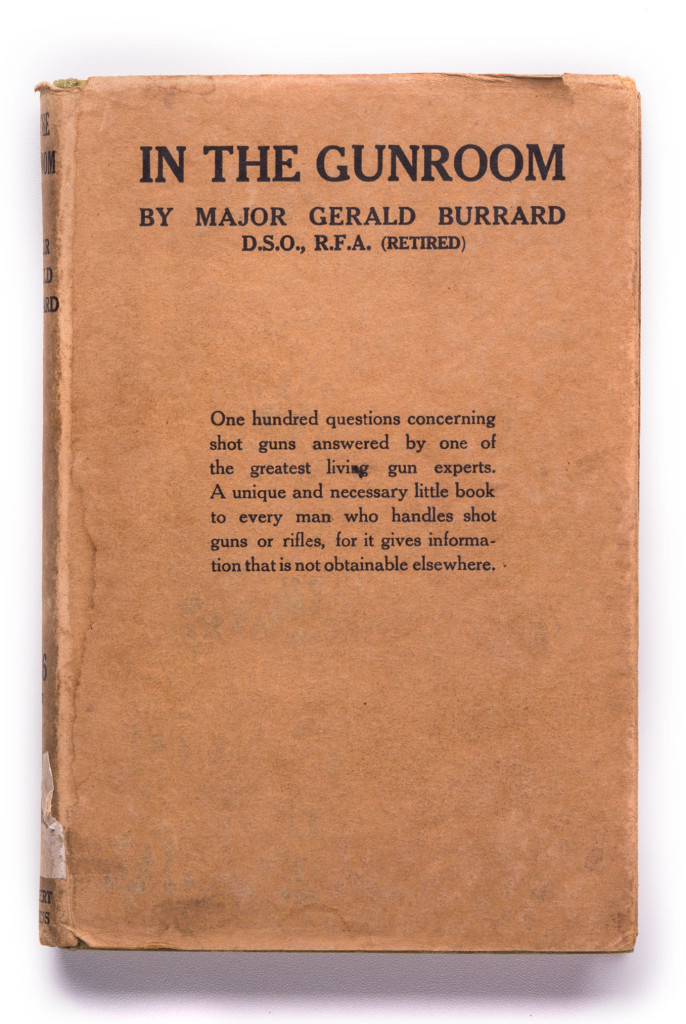 IN THE GUNROOM
BY MAJOR GERALD BURRARD
D.S.O., R.F.A. (RETIRED)
One hundred questions concerning
shot guns answered by one of
the greatest living gun experts.
A unique and necessary little book
to every man who handles shot
guns or rifles, for it gives informa-
tion that is not obtainable elsewhere.